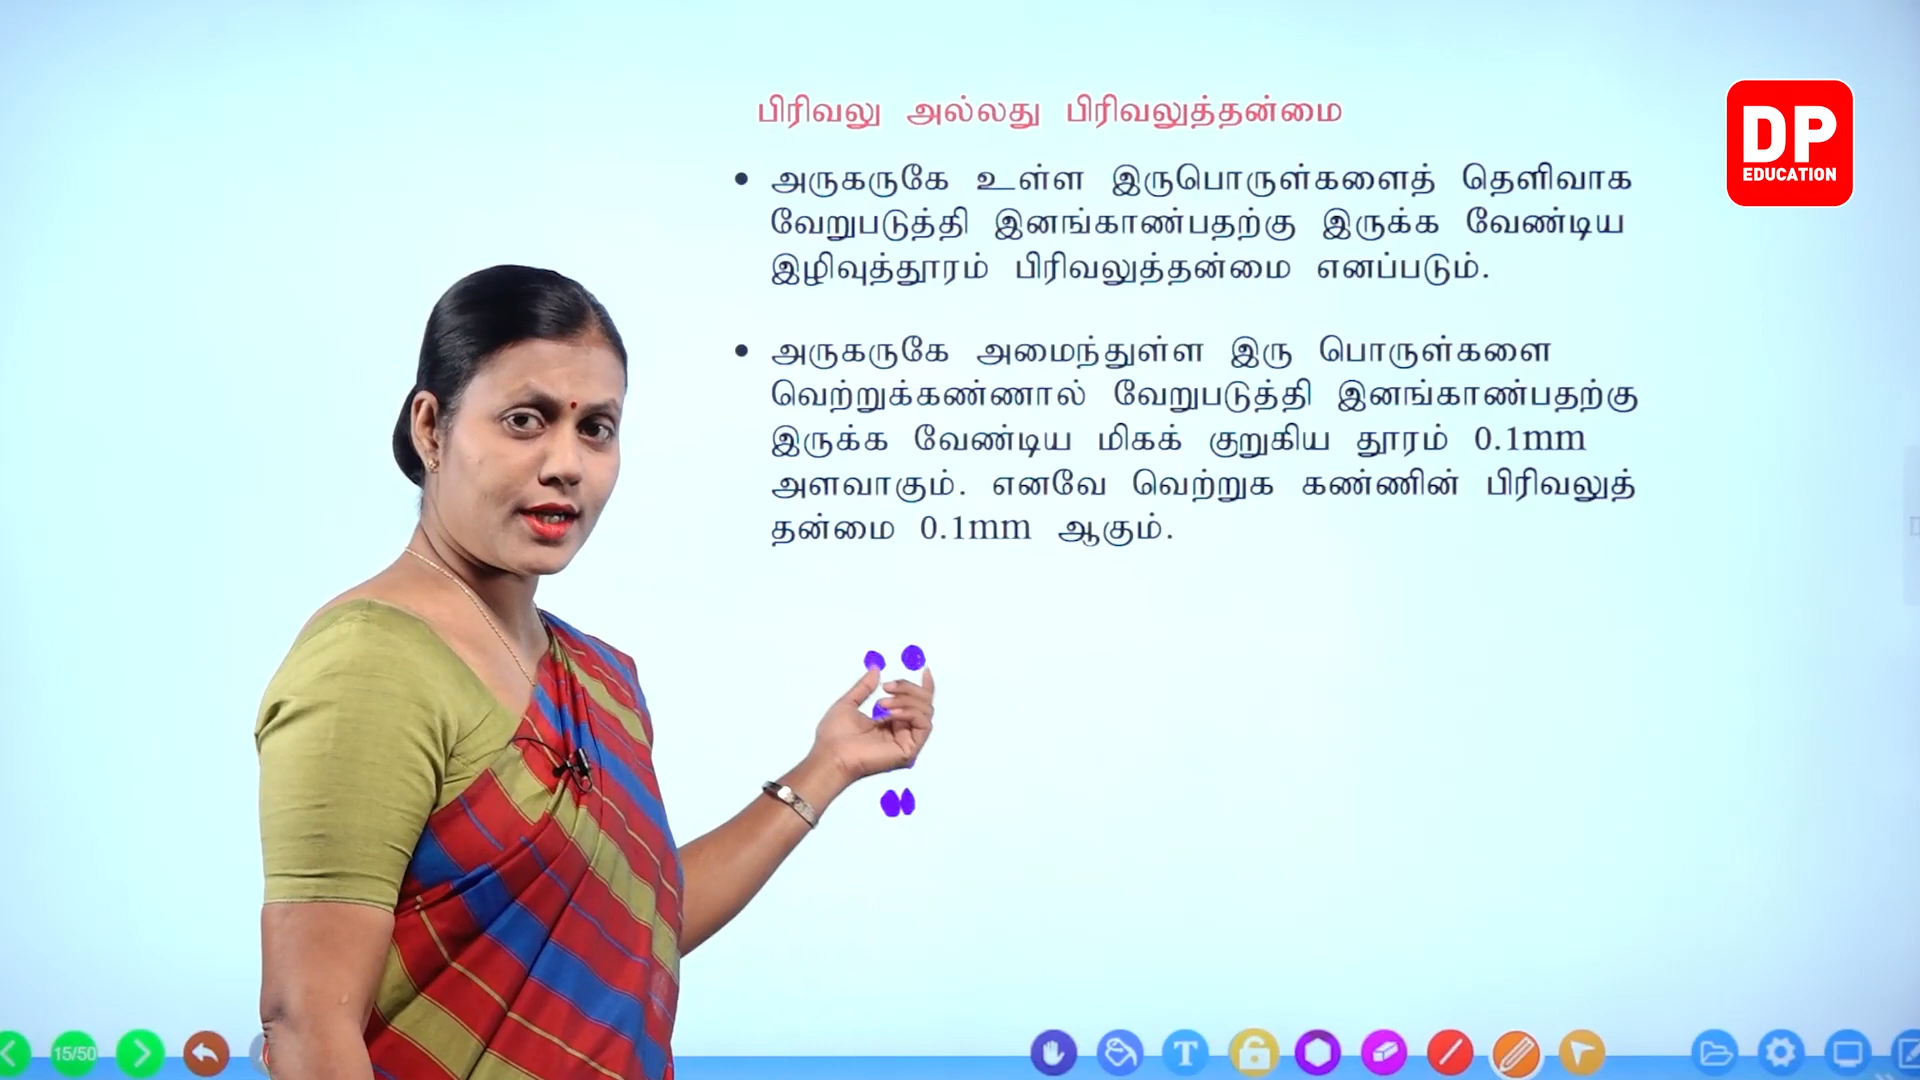 பிரிவலு அல்லது பிரிவலுத்தன்மை
DP
EDUCATION
• அருகருகே உள்ள இருபொருள்களைத் தெளிவாக
வேறுபடுத்தி இனங்காண்பதற்கு இருக்க வேண்டிய
இழிவுத்தூரம் பிரிவலுத்தன்மை எனப்படும்.
• அருகருகே அமைந்துள்ள இரு பொருள்களை
வெற்றுக்கண்ணால் வேறுபடுத்தி இனங்காண்பதற்கு
இருக்க வேண்டிய மிகக் குறுகிய தூரம் 0.1mm
அளவாகும். எனவே வெற்றுக கண்ணின் பிரிவலுத்
தன்மை 0.1mm ஆகும்.
15/50
T